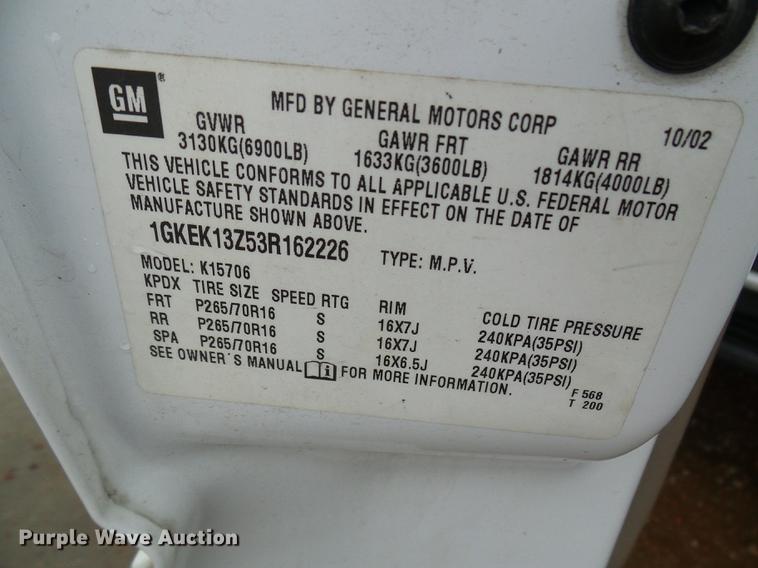 GM ®
MFD BY GENERAL MOTORS CORP 10/02
GVWR GAWR FRT GAWR RR
3130KG(6900LB) 1633KG(3600LB) 1814KG(4000LB)
THIS VEHICLE CONFORMS TO ALL APPLICABLE U.S. FEDERAL MOTOR
VEHICLE SAFETY STANDARDS IN EFFECT ON THE DATE OF
MANUFACTURE SHOWN ABOVE.
1GKEK13Z53R162226 TYPE: M.P.V.
MODEL: K15706
KPDX TIRE SIZE SPEED RTG RIM COLD TIRE PRESSURE
FRT P265/70R16 S 16X7J 240KPA(35PSI)
RR P265/70R16 S 16X7J 240KPA(35PSI)
SPA P265/70R16 S 16X6.5J 240KPA(35PSI)
SEE OWNER'S MANUAL i FOR MORE INFORMATION.
F 568
T 200
Purple Wave Auction